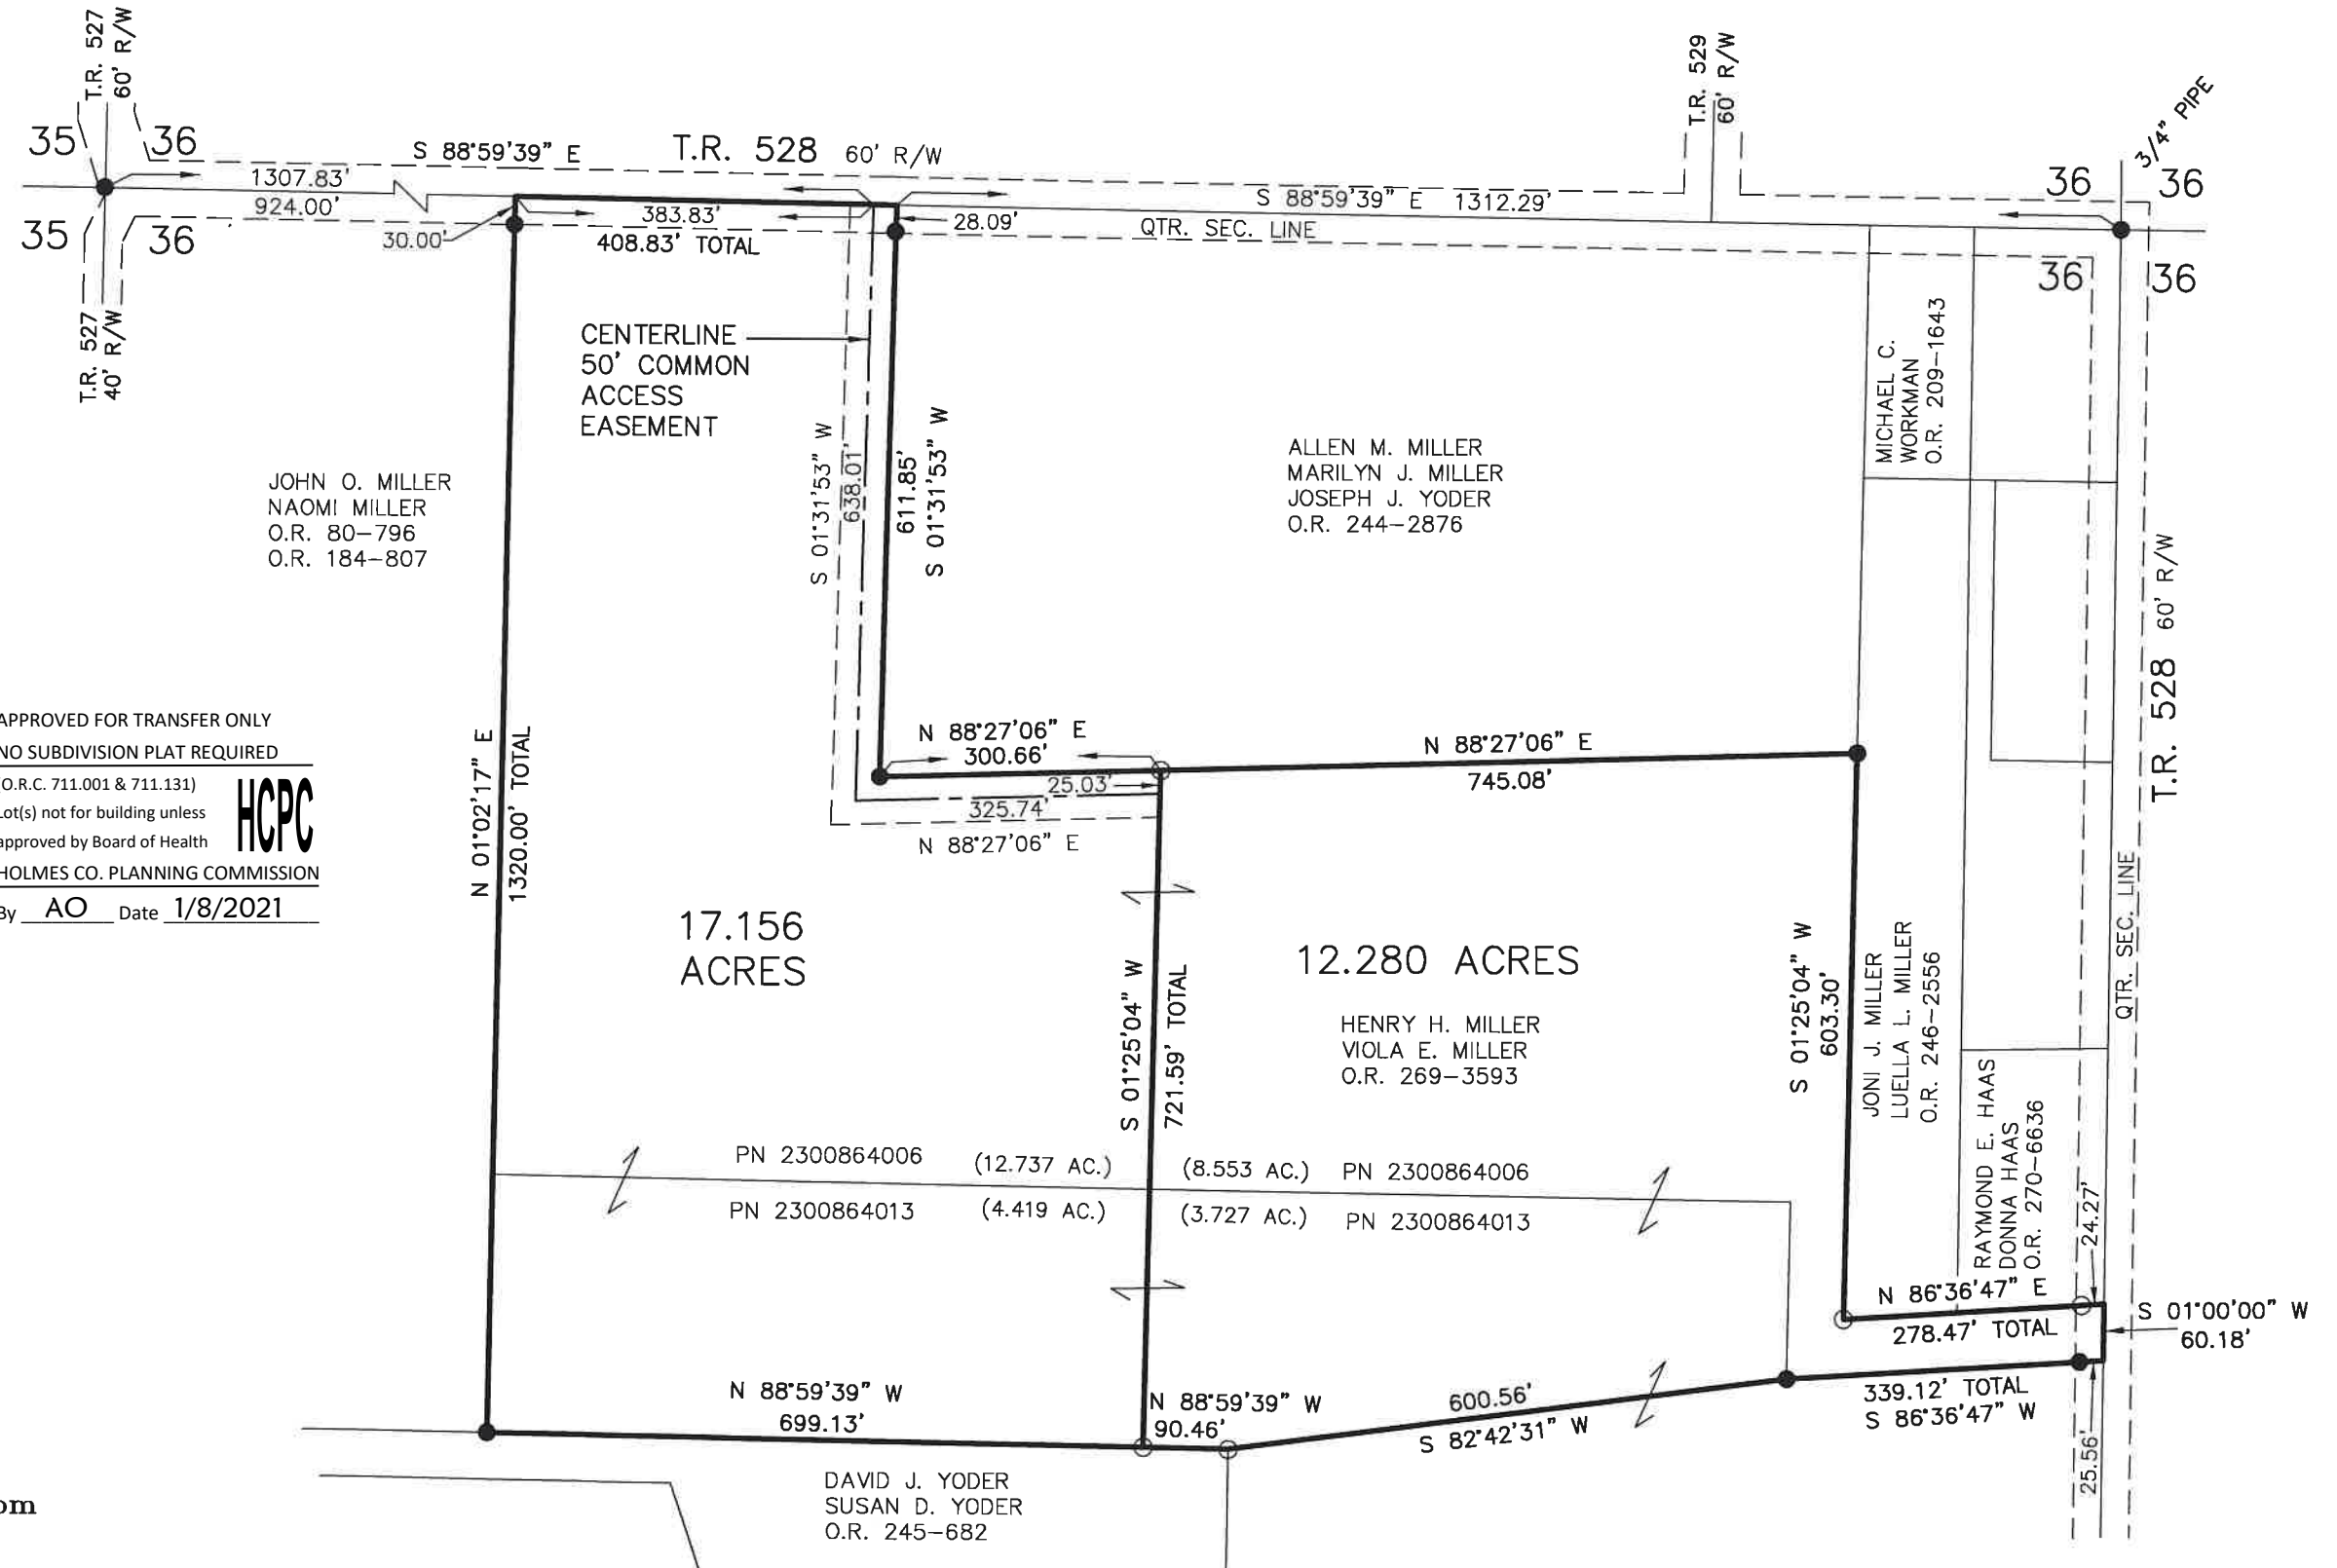 T.R. 527
60' R/W
T.R. 529
60' R/W
3/4" PIPE
35
36
S 88°59'39" E
T.R. 528 60' R/W
1307.83'
924.00'
383.83'
S 88°59'39" E 1312.29'
36
36
35
36
30.00'
408.83' TOTAL
28.09'
QTR. SEC. LINE
36
36
T.R. 527
40' R/W
CENTERLINE
50' COMMON
ACCESS
EASEMENT
S 01°31'53" W
638.01'
611.85'
S 01°31'53" W
MICHAEL C.
WORKMAN
O.R. 209-1643
JOHN O. MILLER
NAOMI MILLER
O.R. 80-796
O.R. 184-807
ALLEN M. MILLER
MARILYN J. MILLER
JOSEPH J. YODER
O.R. 244-2876
T.R. 528 60' R/W
APPROVED FOR TRANSFER ONLY
NO SUBDIVISION PLAT REQUIRED
(O.R.C. 711.001 & 711.131)
Lot(s) not for building unless
approved by Board of Health
HCPC
HOLMES CO. PLANNING COMMISSION
By AO Date 1/8/2021
N 01°02'17" E
1320.00' TOTAL
N 88°27'06" E
300.66'
25.03'
325.74'
N 88°27'06" E
N 88°27'06" E
745.08'
17.156
ACRES
S 01°25'04" W
721.59' TOTAL
12.280 ACRES
HENRY H. MILLER
VIOLA E. MILLER
O.R. 269-3593
S 01°25'04" W
603.30'
JONI J. MILLER
LUELLA L. MILLER
O.R. 246-2556
QTR. SEC. LINE
RAYMOND E. HAAS
DONNA HAAS
O.R. 270-6636
24.27'
PN 2300864006 (12.737 AC.)
(8.553 AC.) PN 2300864006
PN 2300864013 (4.419 AC.)
(3.727 AC.) PN 2300864013
N 86°36'47" E
278.47' TOTAL
S 01°00'00" W
60.18'
N 88°59'39" W
699.13'
N 88°59'39" W
90.46'
600.56'
S 82°42'31" W
339.12' TOTAL
S 86°36'47" W
25.56'
DAVID J. YODER
SUSAN D. YODER
O.R. 245-682
om